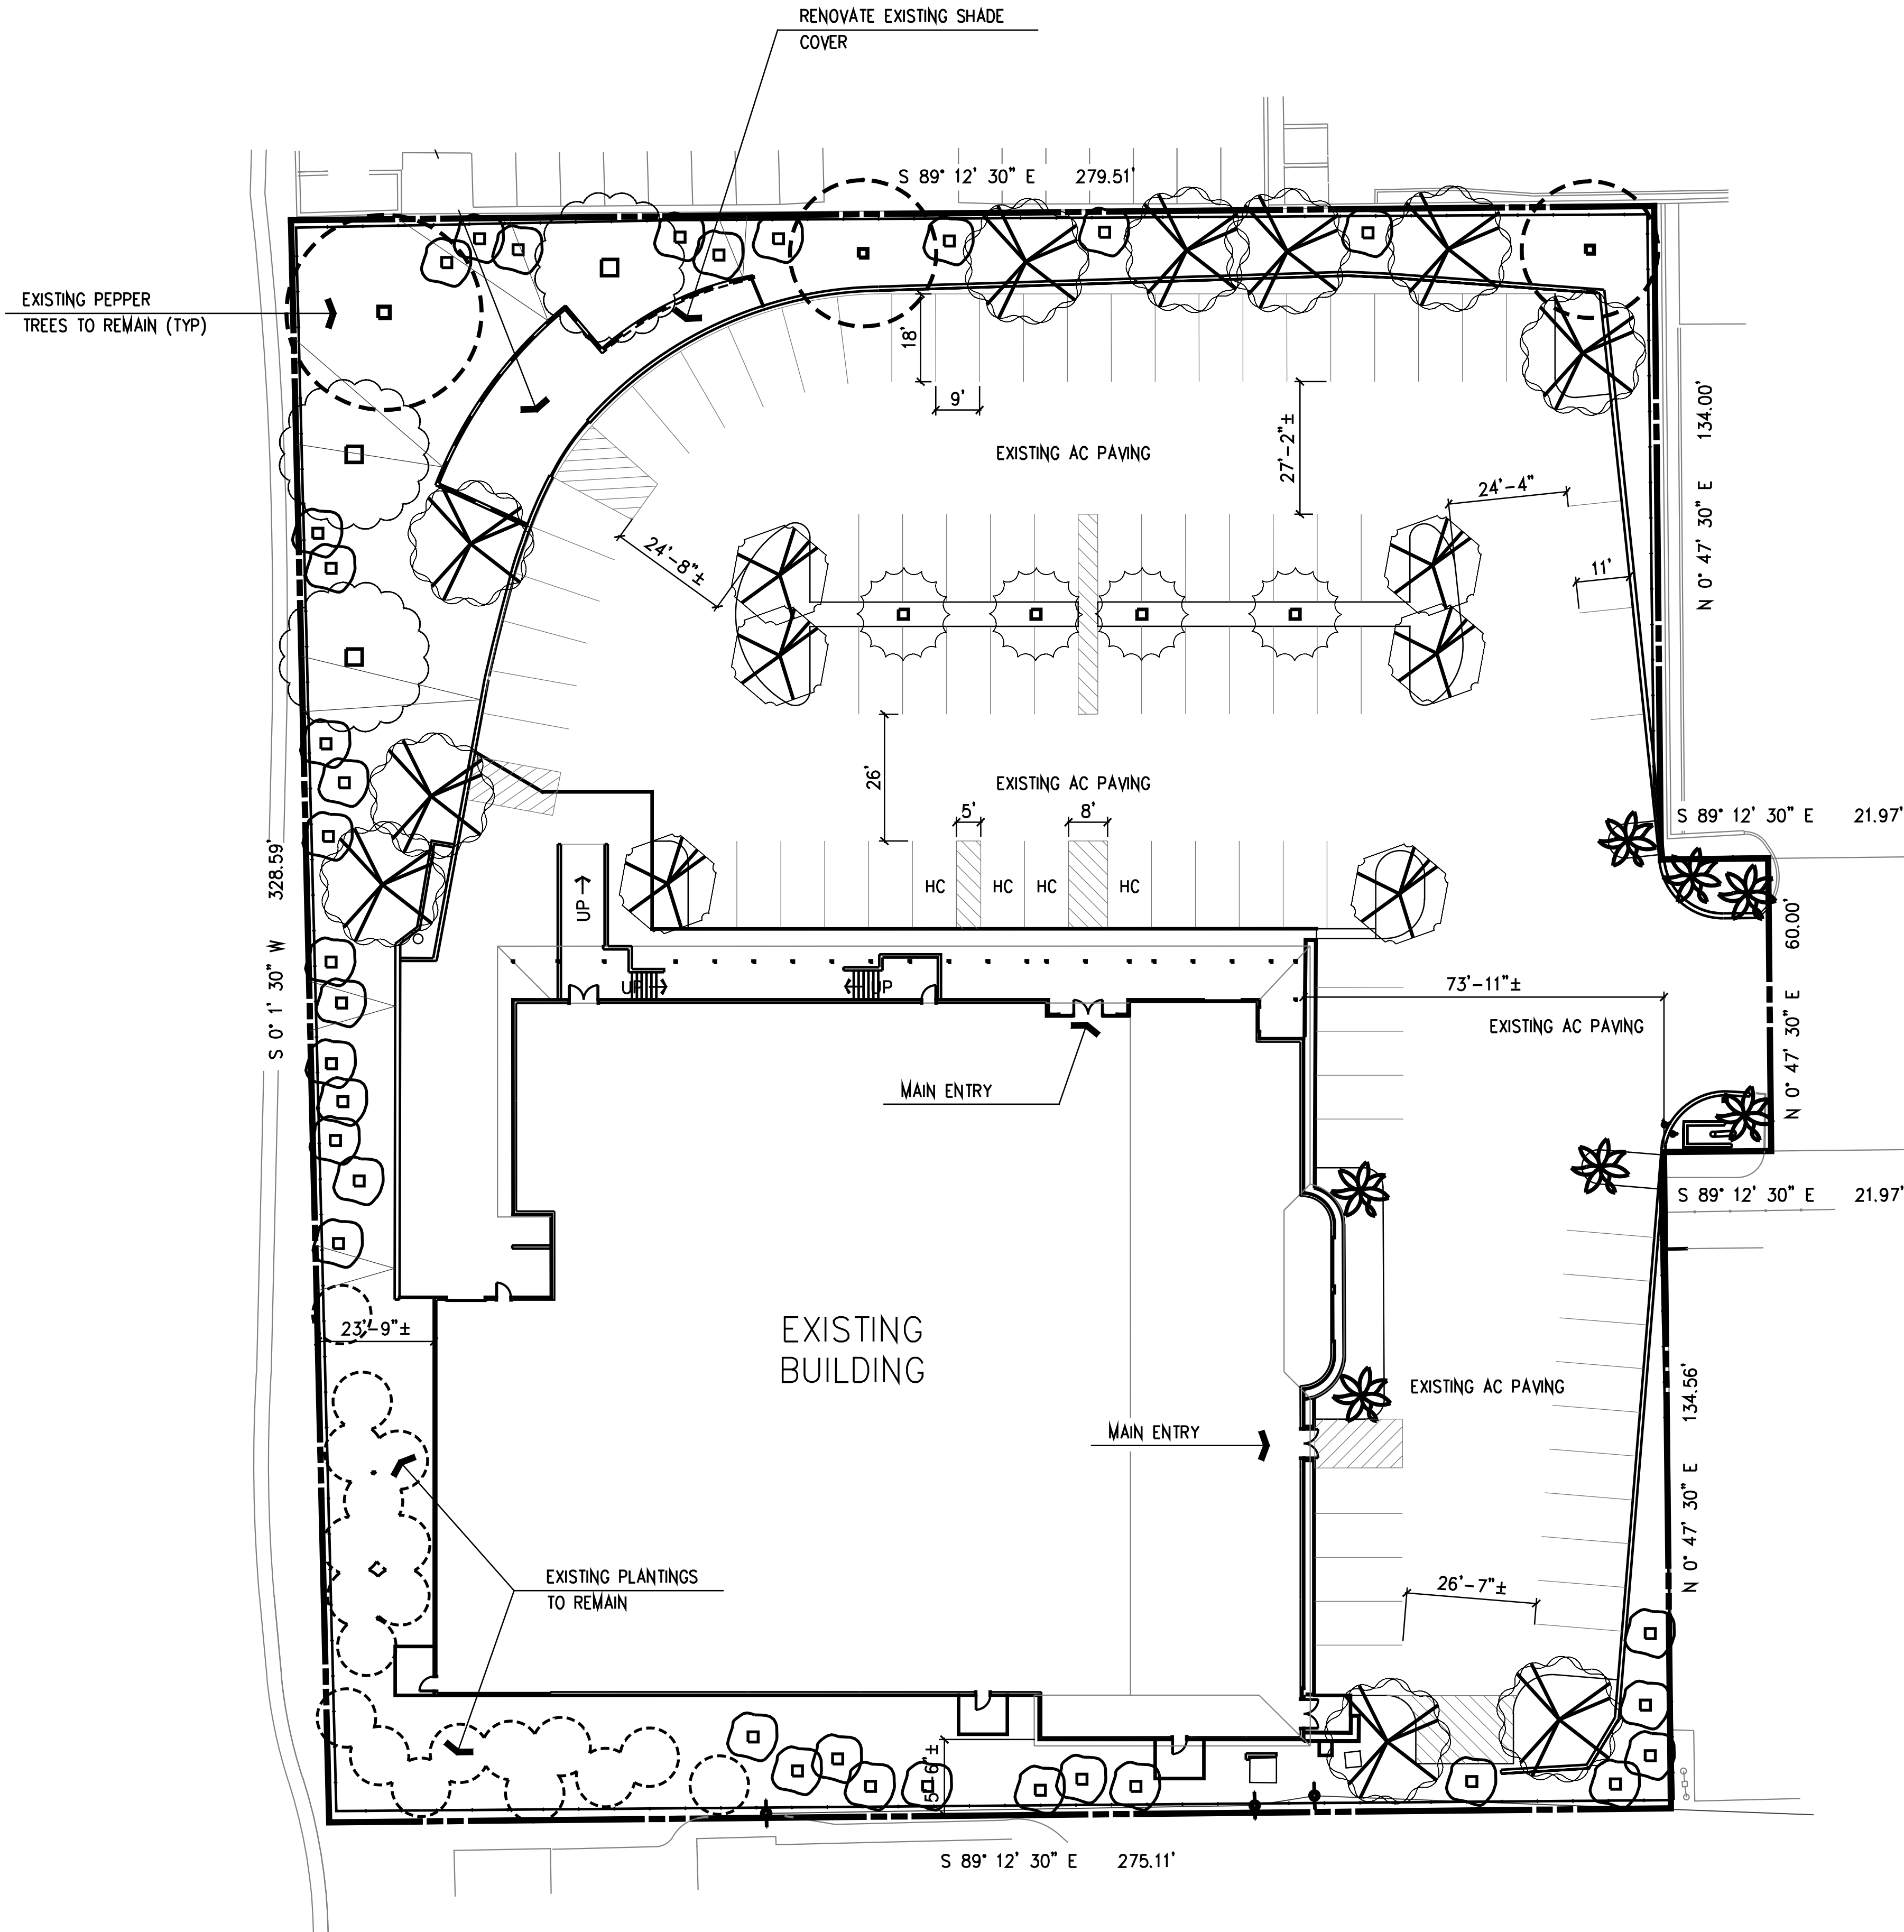 RENOVATE EXISTING SHADE
COVER
S 89° 12' 30" E 279.51'
EXISTING PEPPER
TREES TO REMAIN (TYP)
18'
9'
27'-2"±
EXISTING AC PAVING
134.00'
N 0° 47' 30" E
24'-4"
24'-8"±
11'
26'
EXISTING AC PAVING
5'
8'
S 89° 12' 30" E 21.97'
S 0° 1' 30" W 328.59'
HC
HC
HC
HC
UP
60.00'
N 0° 47' 30" E
UP
UP
73'-11"±
EXISTING AC PAVING
MAIN ENTRY
S 89° 12' 30" E 21.97'
23'-9"±
EXISTING
BUILDING
EXISTING AC PAVING
134.56'
N 0° 47' 30" E
MAIN ENTRY
EXISTING PLANTINGS
TO REMAIN
26'-7"±
S 89° 12' 30" E 275.11'